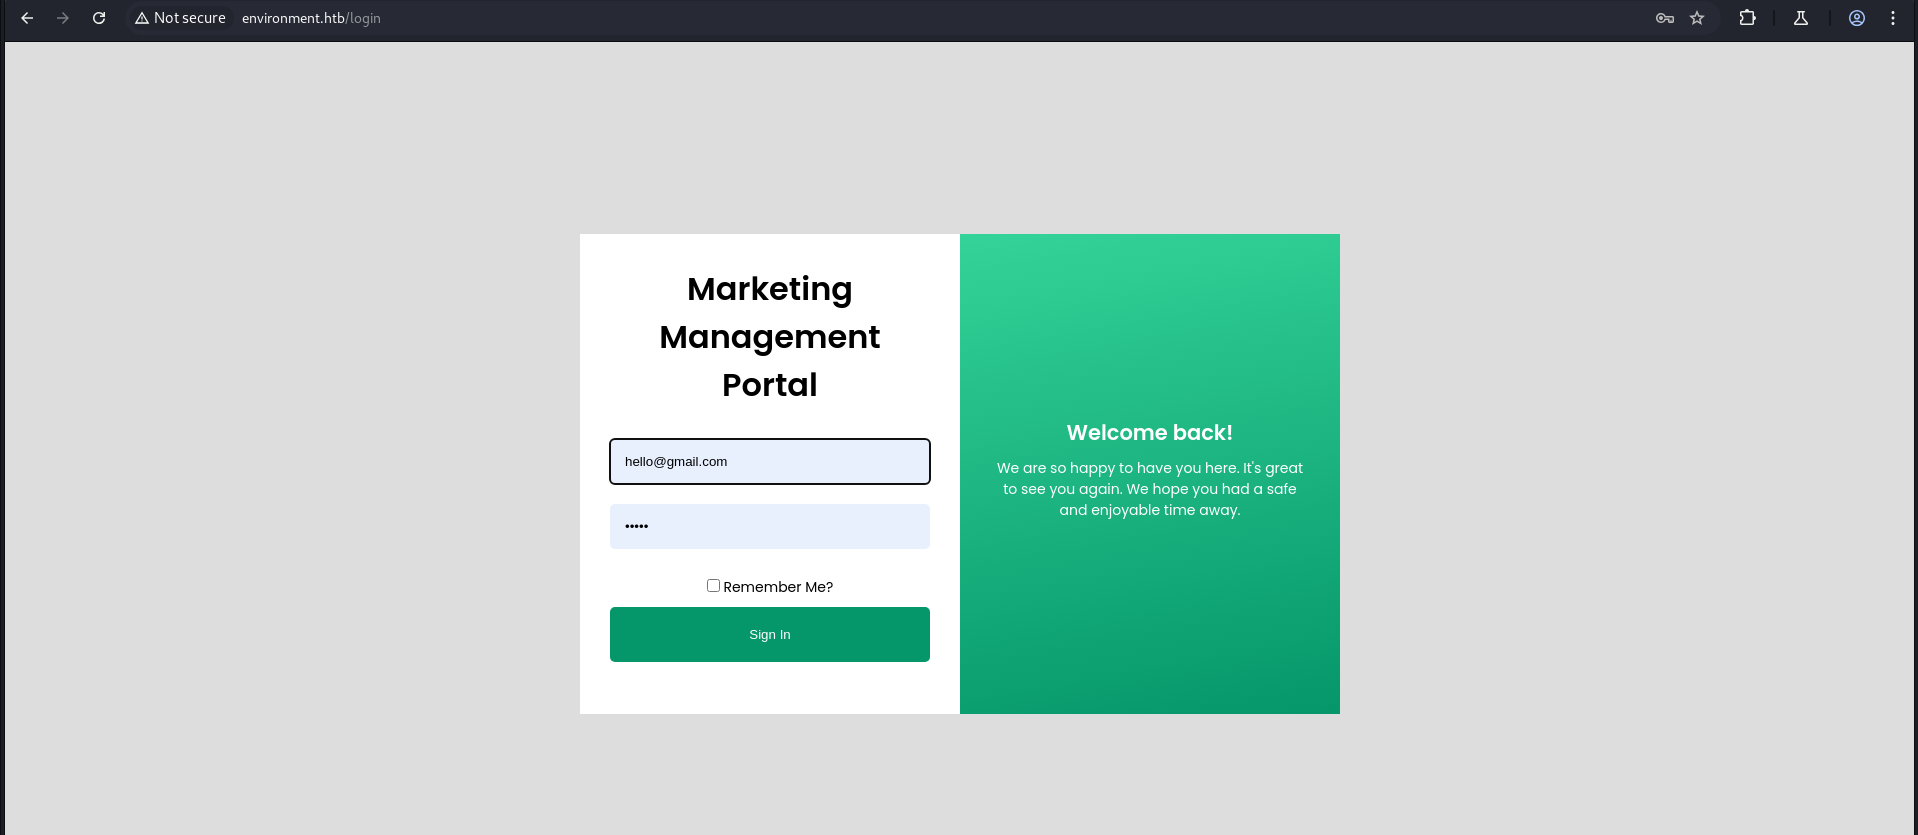 Not secure environment.htb/login
Marketing
Management
Portal
hello@gmail.com
•••••
Remember Me?
Sign In
Welcome back!
We are so happy to have you here. It's great
to see you again. We hope you had a safe
and enjoyable time away.